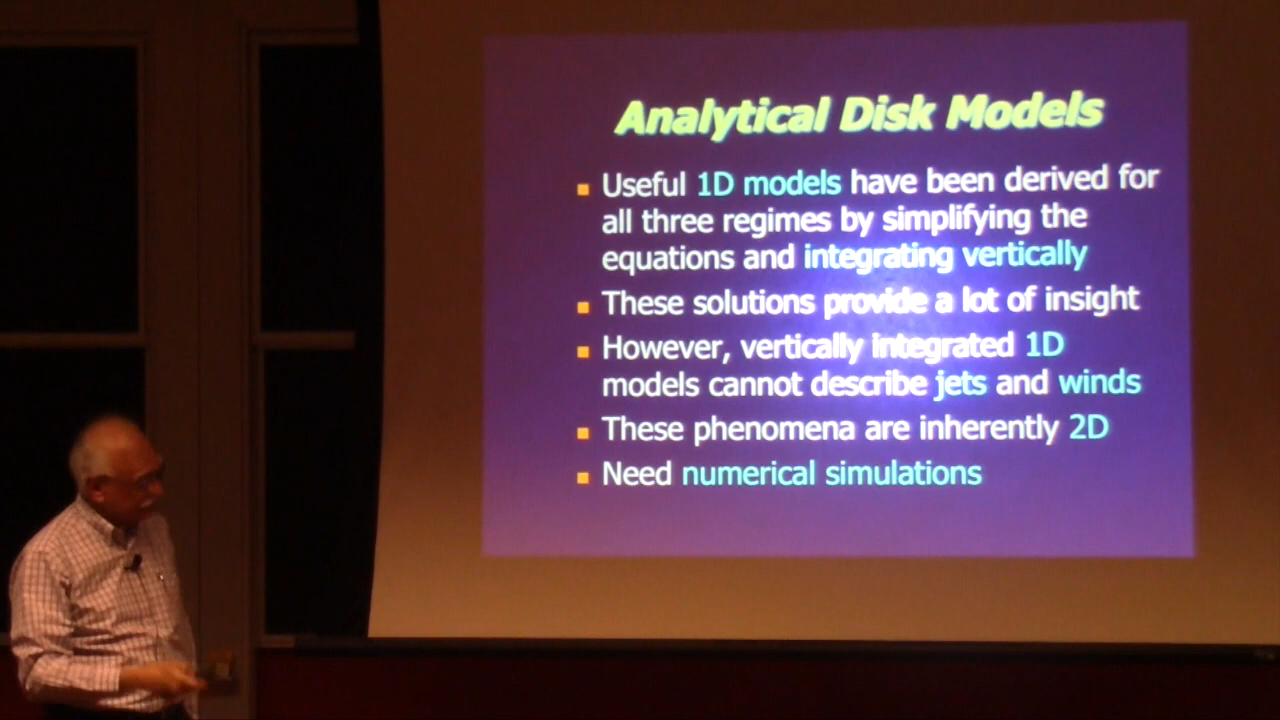 Analytical Disk Models
Useful 1D models have been derived for
all three regimes by simplifying the
equations and integrating vertically
These solutions provide a lot of insight
However, vertically integrated 1D
models cannot describe jets and winds
These phenomena are inherently 2D
Need numerical simulations